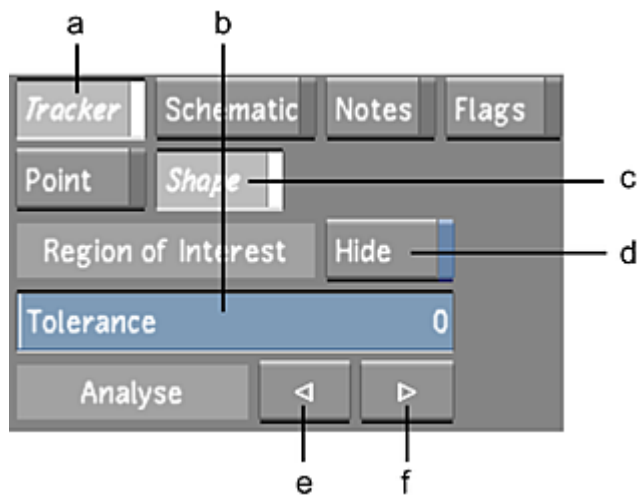 a b
Tracker Schematic Notes Flags
Point Shape c
Region of Interest Hide d
Tolerance 0
Analyse
e f